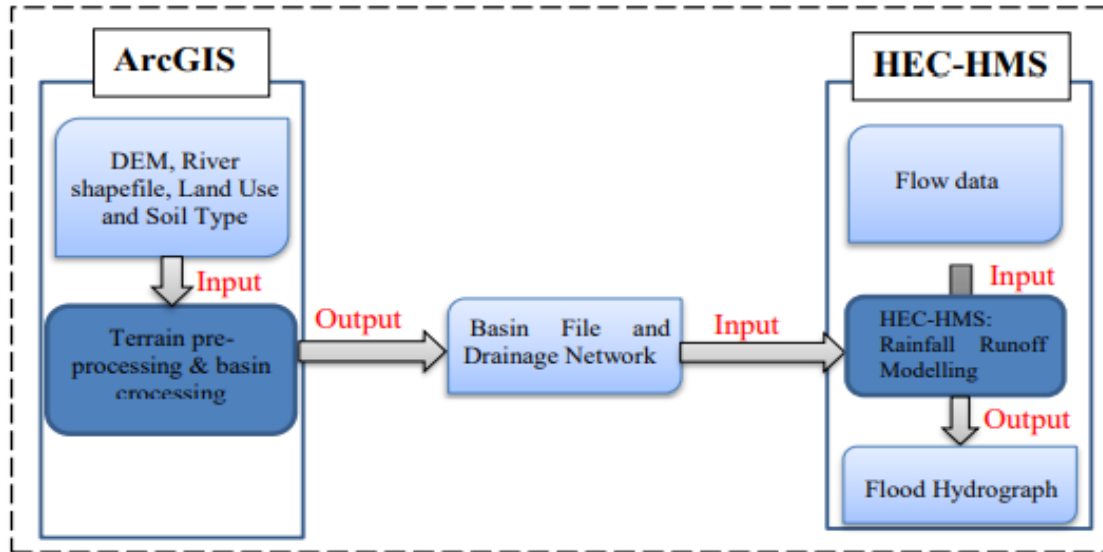 ArcGIS
DEM, River
shapefile, Land Use
and Soil Type
Input
Terrain pre-
processing & basin
crocessing
Output
Basin File and
Drainage Network
Input
HEC-HMS
Flow data
Input
HEC-HMS:
Rainfall Runoff
Modelling
Output
Flood Hydrograph